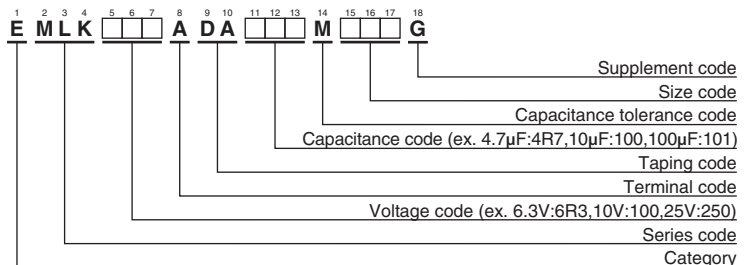 1 2 3 4 5 6 7 8 9 10 11 12 13 14 15 16 17 18
E M L K A D A M G
Supplement code
Size code
Capacitance tolerance code
Capacitance code (ex. 4.7μF:4R7,10μF:100,100μF:101)
Taping code
Terminal code
Voltage code (ex. 6.3V:6R3,10V:100,25V:250)
Series code
Category